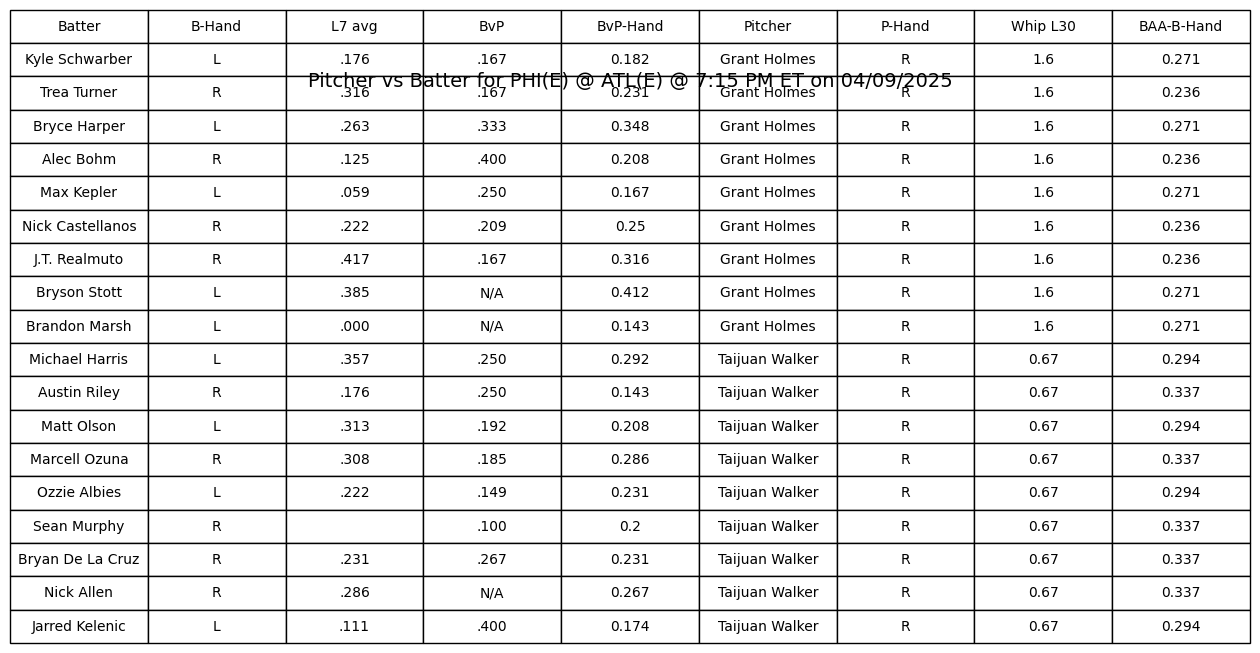 Batter B-Hand L7 avg BvP BvP-Hand Pitcher P-Hand Whip L30 BAA-B-Hand
Kyle Schwarber L .176 .167 0.182 Grant Holmes R 1.6 0.271
Pitcher vs Batter for PHI(E) @ ATL(E) @ 7:15 PM ET on 04/09/2025
Trea Turner R .316 .167 0.231 Grant Holmes R 1.6 0.236
Bryce Harper L .263 .333 0.348 Grant Holmes R 1.6 0.271
Alec Bohm R .125 .400 0.208 Grant Holmes R 1.6 0.236
Max Kepler L .059 .250 0.167 Grant Holmes R 1.6 0.271
Nick Castellanos R .222 .209 0.25 Grant Holmes R 1.6 0.236
J.T. Realmuto R .417 .167 0.316 Grant Holmes R 1.6 0.236
Bryson Stott L .385 N/A 0.412 Grant Holmes R 1.6 0.271
Brandon Marsh L .000 N/A 0.143 Grant Holmes R 1.6 0.271
Michael Harris L .357 .250 0.292 Taijuan Walker R 0.67 0.294
Austin Riley R .176 .250 0.143 Taijuan Walker R 0.67 0.337
Matt Olson L .313 .192 0.208 Taijuan Walker R 0.67 0.294
Marcell Ozuna R .308 .185 0.286 Taijuan Walker R 0.67 0.337
Ozzie Albies L .222 .149 0.231 Taijuan Walker R 0.67 0.294
Sean Murphy R .100 0.2 Taijuan Walker R 0.67 0.337
Bryan De La Cruz R .231 .267 0.231 Taijuan Walker R 0.67 0.337
Nick Allen R .286 N/A 0.267 Taijuan Walker R 0.67 0.337
Jarred Kelenic L .111 .400 0.174 Taijuan Walker R 0.67 0.294